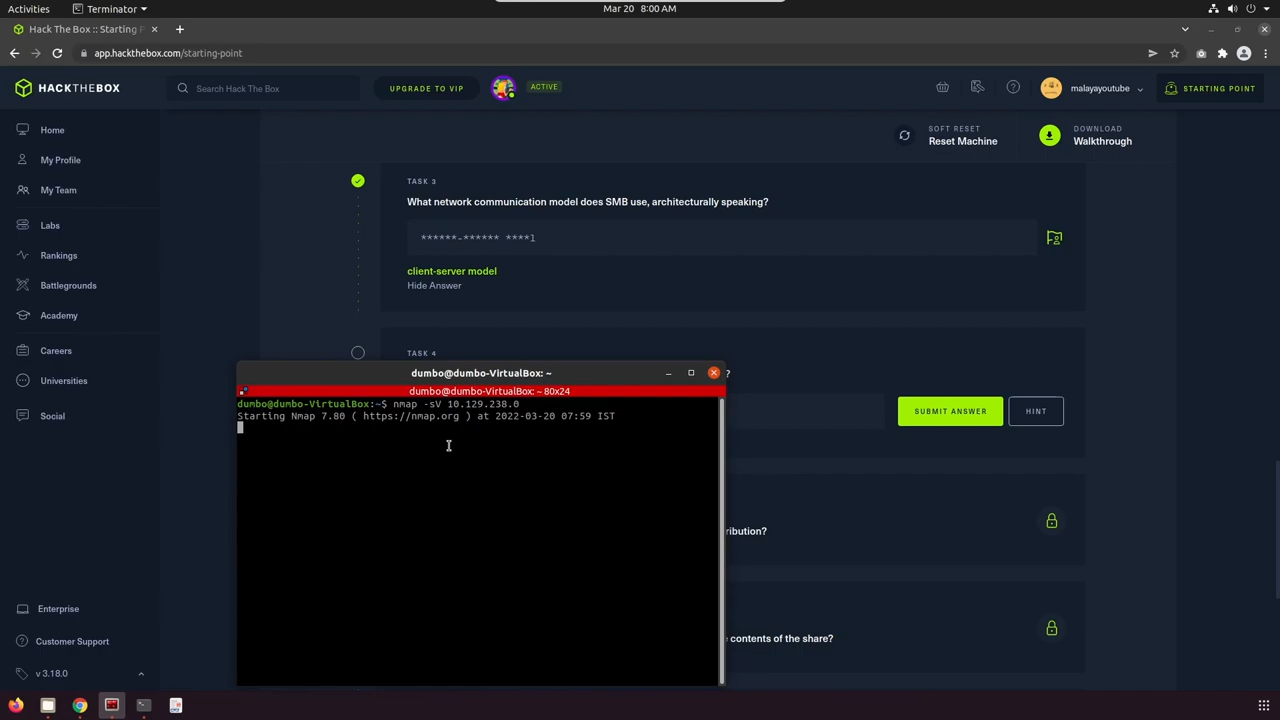 Activities
Terminator
Mar 20 8:00 AM
Hack The Box :: Starting P
app.hackthebox.com/starting-point
HACKTHEBOX
Search Hack The Box
UPGRADE TO VIP
ACTIVE
malayayoutube
STARTING POINT
Home
My Profile
My Team
Labs
Rankings
Battlegrounds
Academy
Careers
Universities
Social
Enterprise
Customer Support
v 3.18.0
SOFT RESET
Reset Machine
DOWNLOAD
Walkthrough
TASK 3
What network communication model does SMB use, architecturally speaking?
******-****** ****l
client-server model
Hide Answer
TASK 4
?
SUBMIT ANSWER
HINT
ribution?
contents of the share?
dumbo@dumbo-VirtualBox: ~
dumbo@dumbo-VirtualBox: ~ 80x24
dumbo@dumbo-VirtualBox:~$ nmap -sV 10.129.238.0
Starting Nmap 7.80 ( https://nmap.org ) at 2022-03-20 07:59 IST